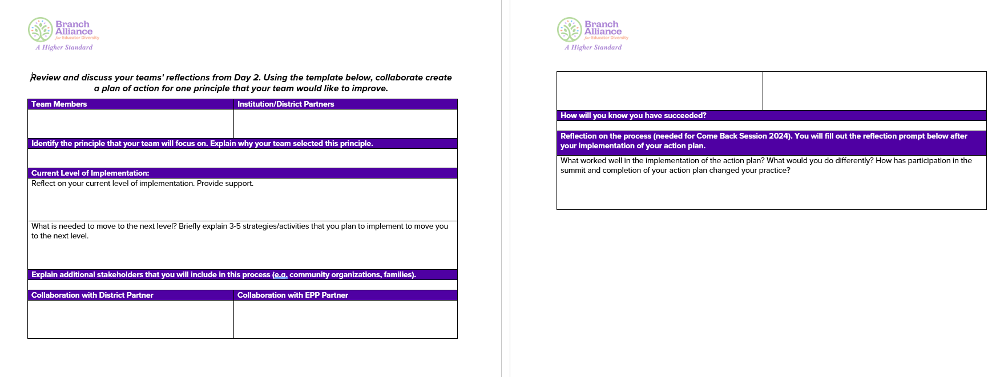 Branch
Alliance
for Educator Diversity
A Higher Standard
Review and discuss your teams' reflections from Day 2. Using the template below, collaborate create
a plan of action for one principle that your team would like to improve.
Team Members
Institution/District Partners
Identify the principle that your team will focus on. Explain why your team selected this principle.
Current Level of Implementation:
Reflect on your current level of implementation. Provide support.
What is needed to move to the next level? Briefly explain 3-5 strategies/activities that you plan to implement to move you
to the next level.
Explain additional stakeholders that you will include in this process (e.g. community organizations, families).
Collaboration with District Partner
Collaboration with EPP Partner
Branch
Alliance
for Educator Diversity
A Higher Standard
How will you know you have succeeded?
Reflection on the process (needed for Come Back Session 2024). You will fill out the reflection prompt below after
your implementation of your action plan.
What worked well in the implementation of the action plan? What would you do differently? How has participation in the
summit and completion of your action plan changed your practice?